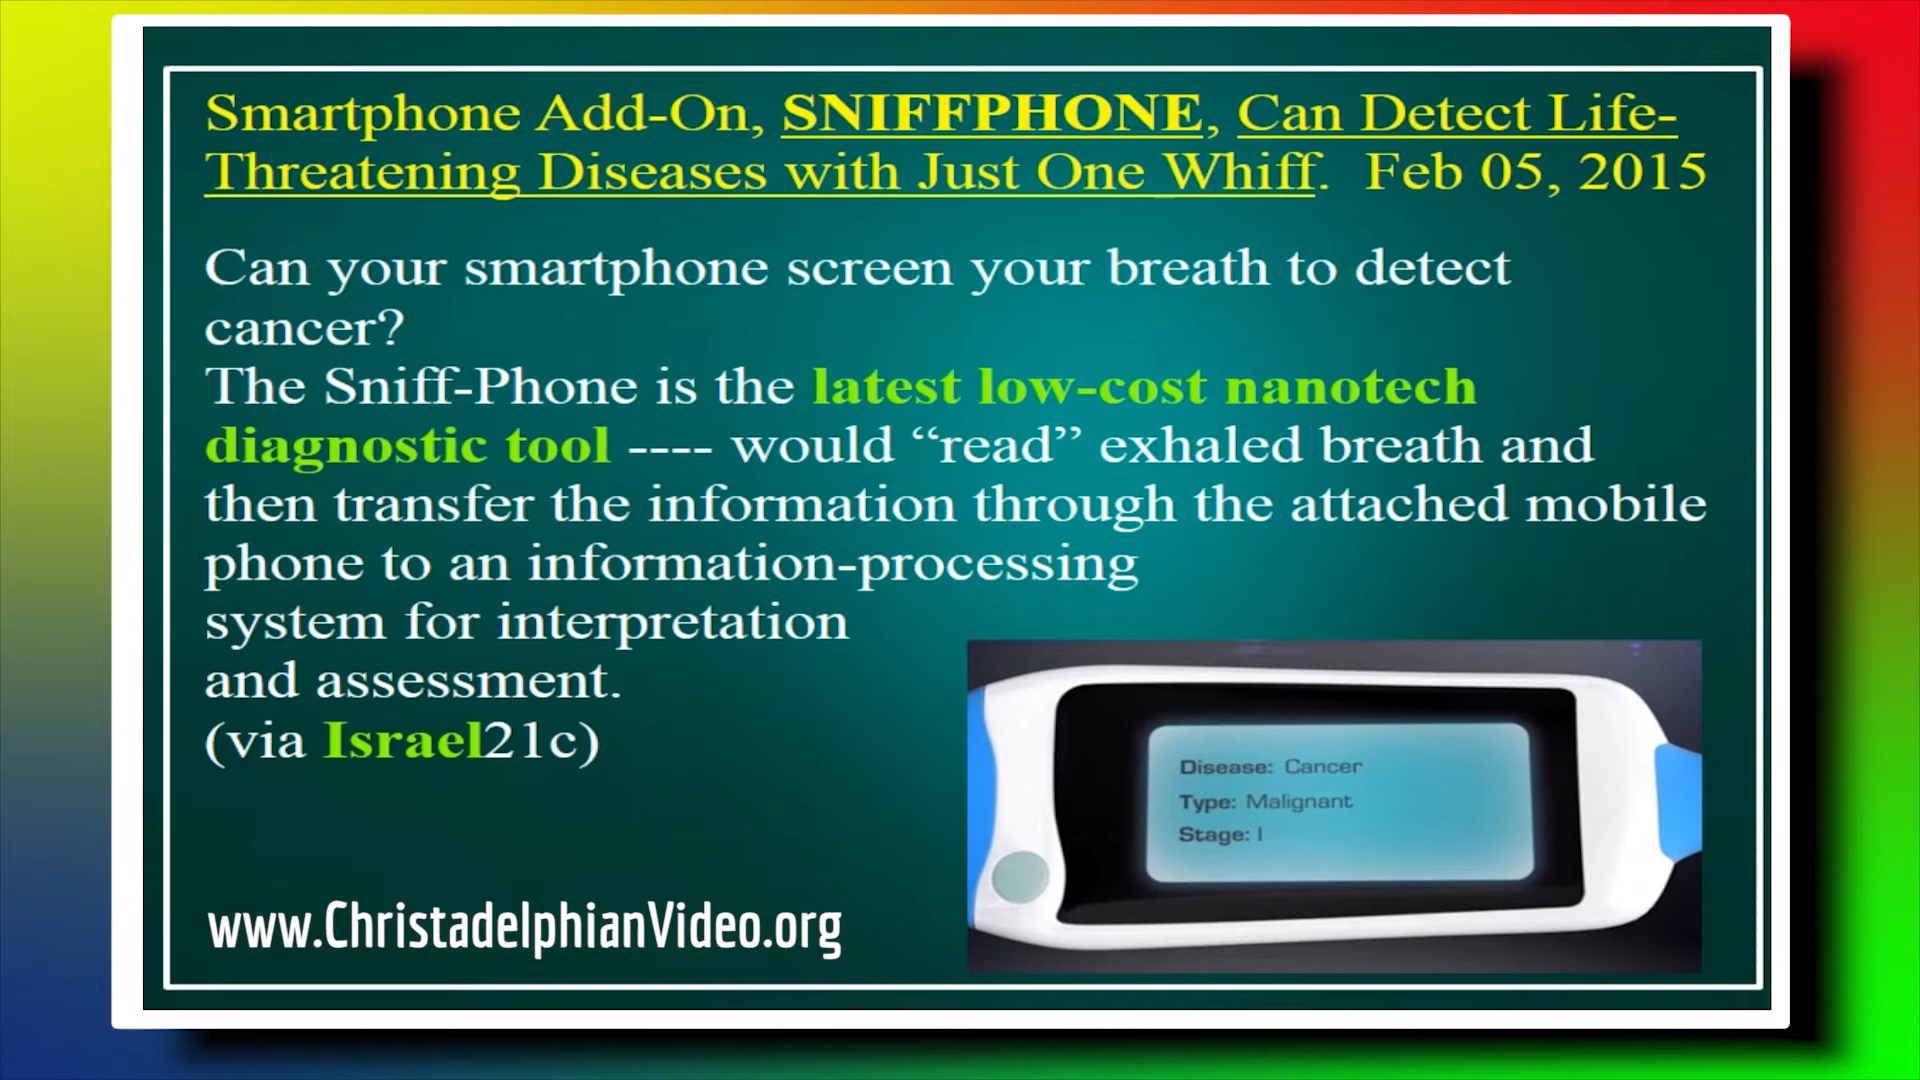 Smartphone Add-On, SNIFFPHONE, Can Detect Life-
Threatening Diseases with Just One Whiff.  Feb 05, 2015
Can your smartphone screen your breath to detect
cancer?
The Sniff-Phone is the latest low-cost nanotech
diagnostic tool ---- would “read” exhaled breath and
then transfer the information through the attached mobile
phone to an information-processing
system for interpretation
and assessment.
(via Israel21c)
Disease: Cancer
Type: Malignant
Stage: I
www.ChristadelphianVideo.org